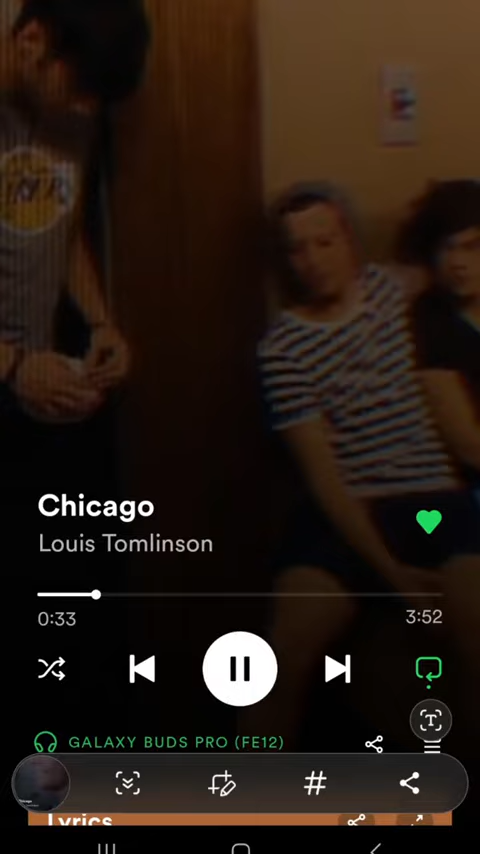 Chicago
Louis Tomlinson
0:33
3:52
GALAXY BUDS PRO (FE12)
Lyrics